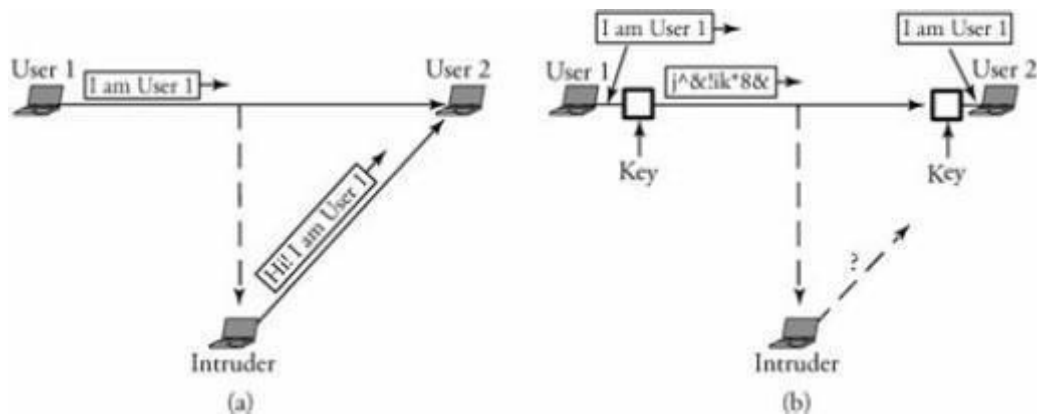 User 1
I am User 1
User 2
Hi! I am User 1
Intruder
(a)
I am User 1
User 1
j^&!ik*8&
I am User 1
User 2
Key
Key
?
Intruder
(b)